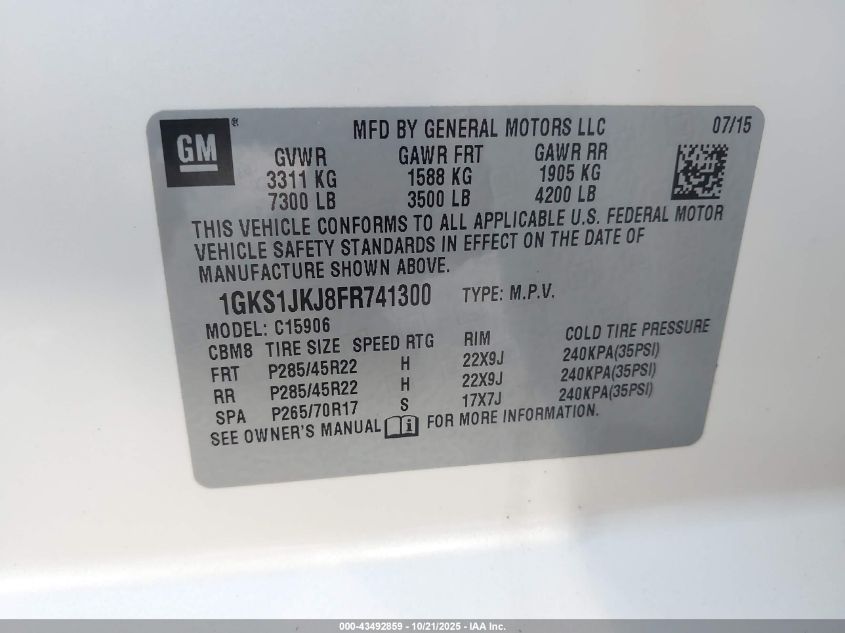 GM
MFD BY GENERAL MOTORS LLC 07/15
GVWR GAWR FRT GAWR RR
3311 KG 1588 KG 1905 KG
7300 LB 3500 LB 4200 LB
THIS VEHICLE CONFORMS TO ALL APPLICABLE U.S. FEDERAL MOTOR
VEHICLE SAFETY STANDARDS IN EFFECT ON THE DATE OF
MANUFACTURE SHOWN ABOVE.
1GKS1JKJ8FR741300 TYPE: M.P.V.
MODEL: C15906
CBM8 TIRE SIZE SPEED RTG RIM COLD TIRE PRESSURE
FRT P285/45R22 H 22X9J 240KPA(35PSI)
RR P285/45R22 H 22X9J 240KPA(35PSI)
SPA P265/70R17 S 17X7J 240KPA(35PSI)
SEE OWNER'S MANUAL FOR MORE INFORMATION.
000-43492859 - 10/21/2025 - IAA Inc.